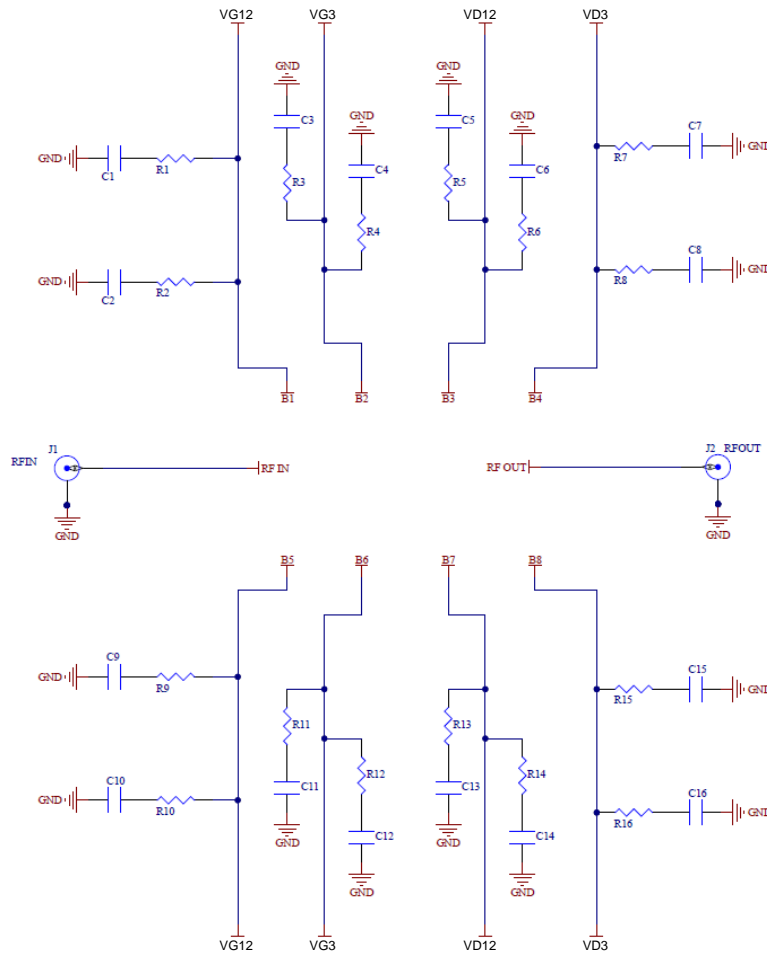 VG12 VG3 VD12 VD3
GND GND
C3 C5
GND GND
C7
GND C1 R1 R3 C4 R5 C6 R7 GND
R4 R6
C8
GND C2 R2 R8 GND
B1 B2 B3 B4
J1 J2 RFOUT
RFIN
RF IN RF OUT
GND GND
B5 B6 B7 B8
C9 C15
GND R9 GND
R15
R11 R13
R12 R14
C10 C11 C13 C16
GND R10 GND
R16
C12 C14
GND GND
GND GND
VG12 VG3 VD12 VD3